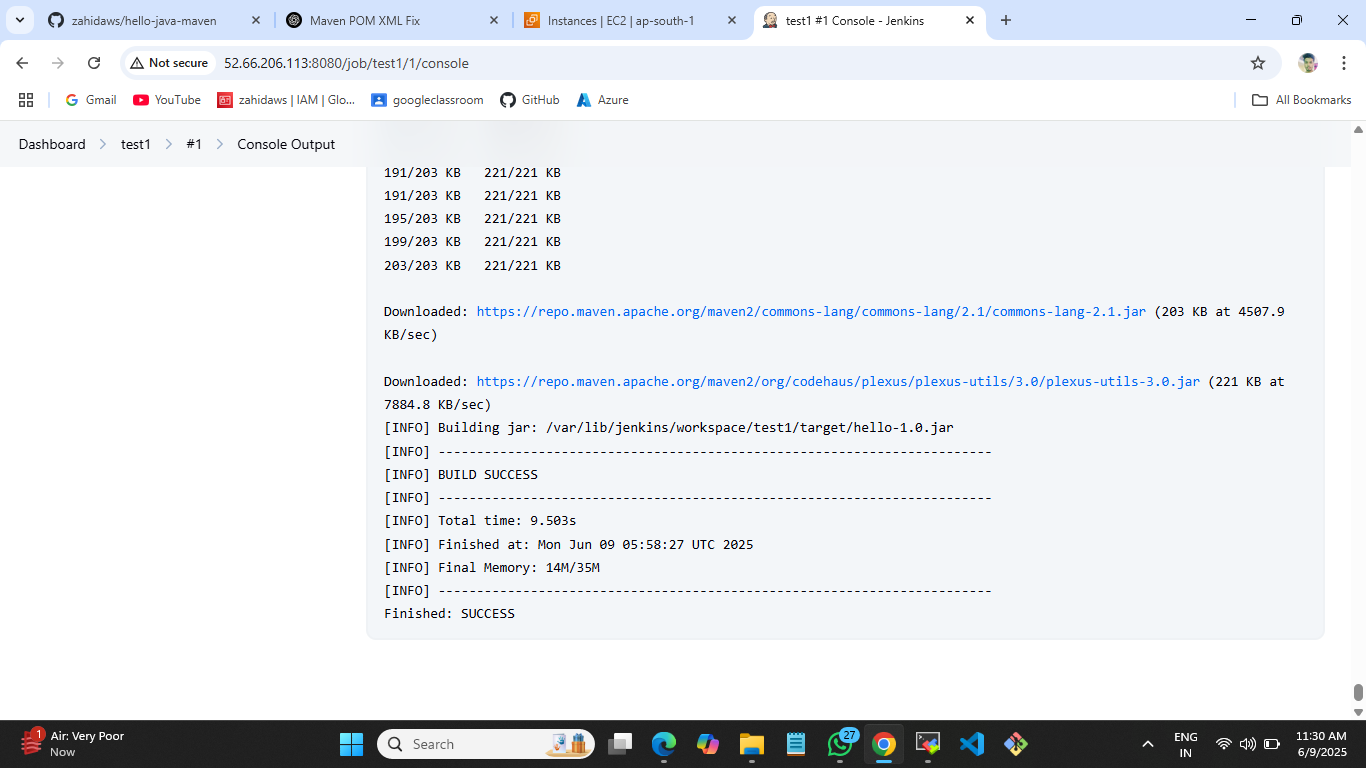 zahidaws/hello-java-maven
Maven POM XML Fix
Instances | EC2 | ap-south-1
test1 #1 Console - Jenkins
Not secure
52.66.206.113:8080/job/test1/1/console
Gmail
YouTube
zahidaws | IAM | Glo...
googleclassroom
GitHub
Azure
All Bookmarks
Dashboard
test1
#1
Console Output
191/203 KB   221/221 KB
191/203 KB   221/221 KB
195/203 KB   221/221 KB
199/203 KB   221/221 KB
203/203 KB   221/221 KB
Downloaded: https://repo.maven.apache.org/maven2/commons-lang/commons-lang/2.1/commons-lang-2.1.jar (203 KB at 4507.9
KB/sec)
Downloaded: https://repo.maven.apache.org/maven2/org/codehaus/plexus/plexus-utils/3.0/plexus-utils-3.0.jar (221 KB at
7884.8 KB/sec)
[INFO] Building jar: /var/lib/jenkins/workspace/test1/target/hello-1.0.jar
[INFO] ------------------------------------------------------------------------
[INFO] BUILD SUCCESS
[INFO] ------------------------------------------------------------------------
[INFO] Total time: 9.503s
[INFO] Finished at: Mon Jun 09 05:58:27 UTC 2025
[INFO] Final Memory: 14M/35M
[INFO] ------------------------------------------------------------------------
Finished: SUCCESS
1
Air: Very Poor
Now
Search
27
ENG
IN
11:30 AM
6/9/2025